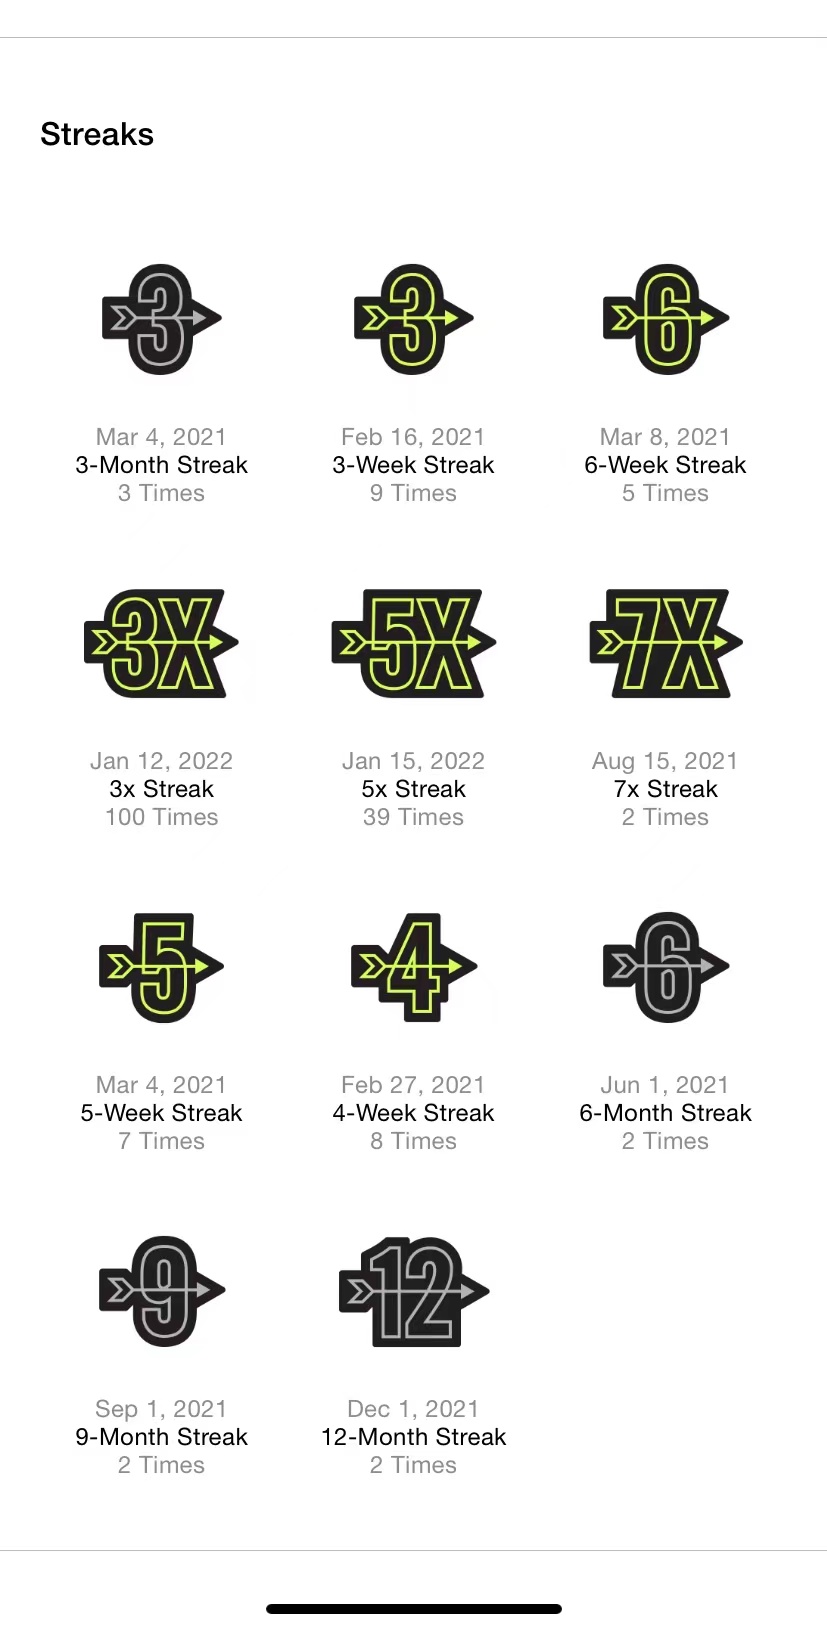 Streaks
3
3
6
Mar 4, 2021
Feb 16, 2021
Mar 8, 2021
3-Month Streak
3-Week Streak
6-Week Streak
3 Times
9 Times
5 Times
3X
5X
7X
Jan 12, 2022
Jan 15, 2022
Aug 15, 2021
3x Streak
5x Streak
7x Streak
100 Times
39 Times
2 Times
5
4
6
Mar 4, 2021
Feb 27, 2021
Jun 1, 2021
5-Week Streak
4-Week Streak
6-Month Streak
7 Times
8 Times
2 Times
9
12
Sep 1, 2021
Dec 1, 2021
9-Month Streak
12-Month Streak
2 Times
2 Times